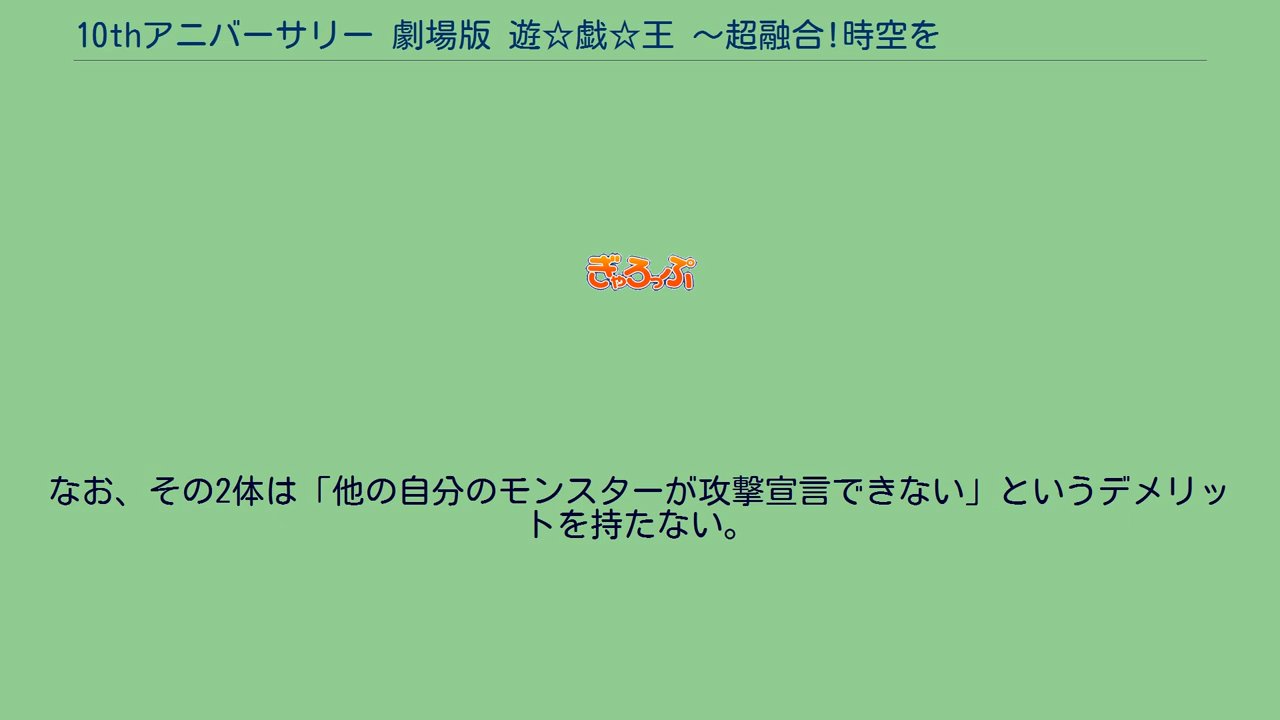 10thアニバーサリー 劇場版 遊☆戯☆王 ～超融合!時空を
ぎゃろっぷ
なお、その2体は「他の自分のモンスターが攻撃宣言できない」というデメリッ
トを持たない。